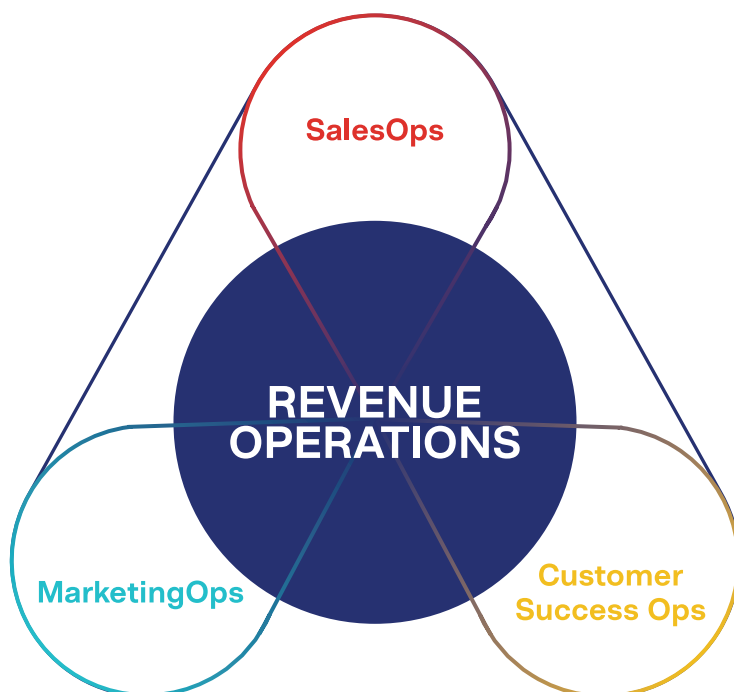 SalesOps
REVENUE
OPERATIONS
MarketingOps
Customer
Success Ops